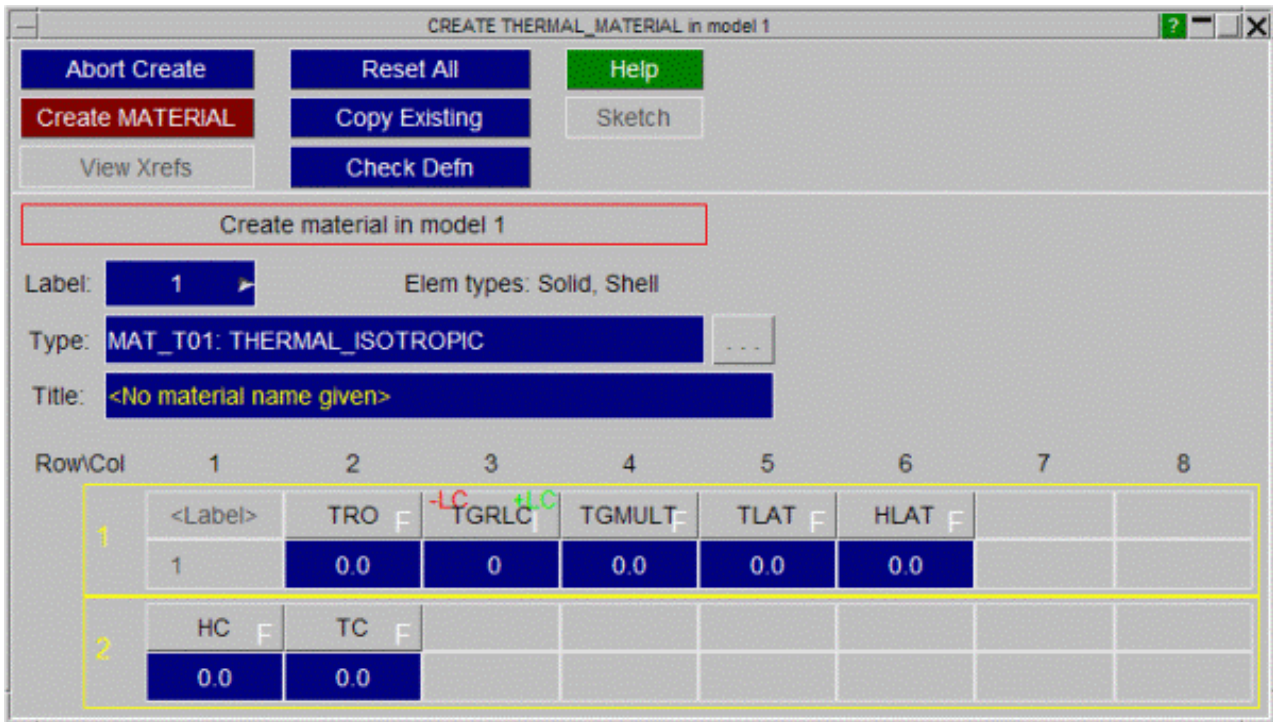 CREATE THERMAL_MATERIAL in model 1 ?
Abort Create Reset All Help
Create MATERIAL Copy Existing Sketch
View Xrefs Check Defn
Create material in model 1
Label: 1 Elem types: Solid, Shell
Type: MAT_T01: THERMAL_ISOTROPIC ...
Title: <No material name given>
Row\Col 1 2 3 4 5 6 7 8
1 <Label> TRO F -LC +LC TGRLC I TGMULT F TLAT F HLAT F
1 0.0 0 0.0 0.0 0.0
2 HC F TC F
0.0 0.0